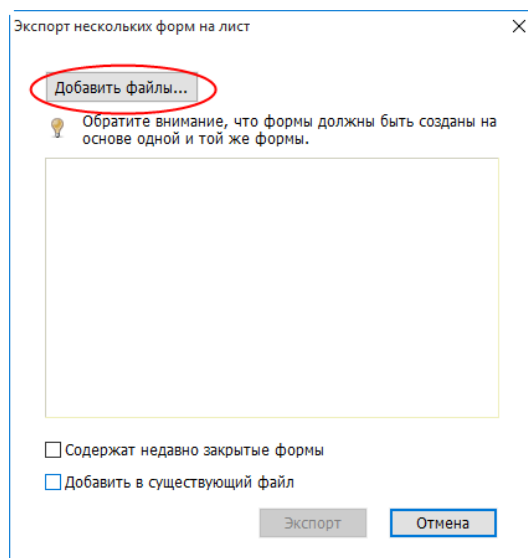 Экспорт нескольких форм на лист
Добавить файлы...
Обратите внимание, что формы должны быть созданы на
основе одной и той же формы.
Содержат недавно закрытые формы
Добавить в существующий файл
Экспорт
Отмена